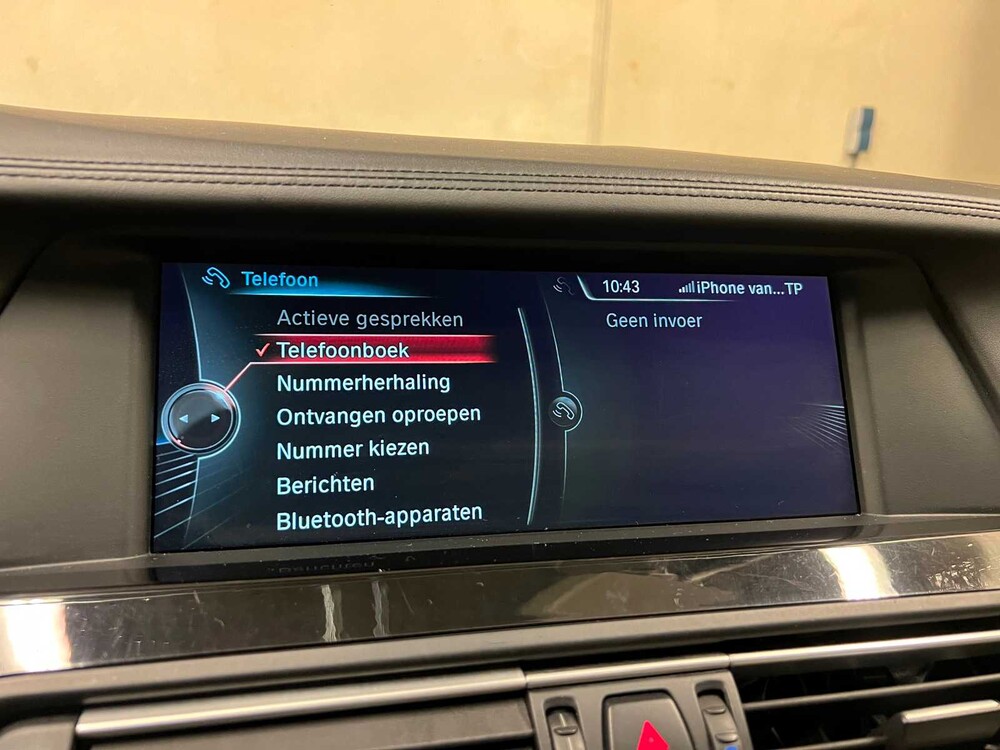 Telefoon
10:43 iPhone van...TP
Actieve gesprekken
Geen invoer
✓ Telefoonboek
Nummerherhaling
Ontvangen oproepen
Nummer kiezen
Berichten
Bluetooth-apparaten